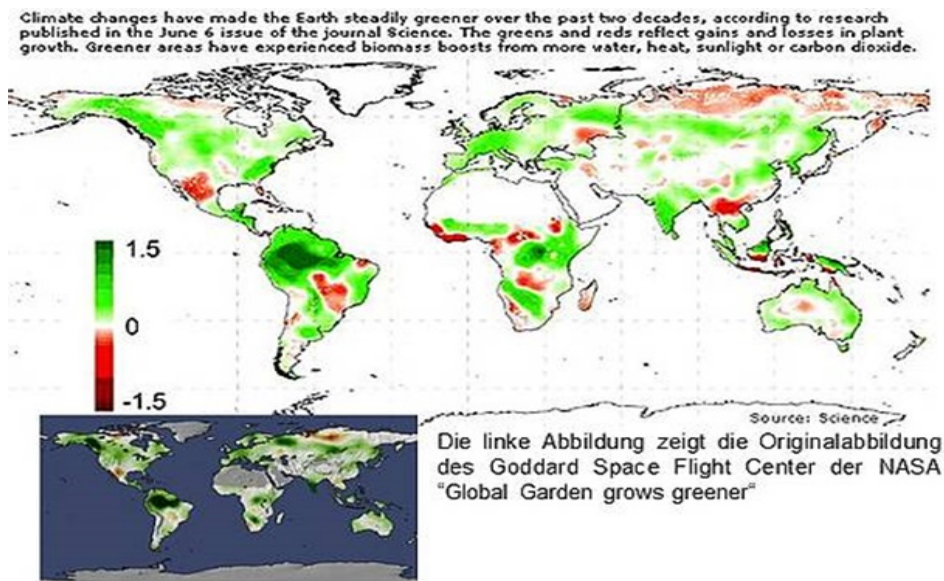 Climate changes have made the Earth steadily greener over the past two decades, according to research
published in the June 6 issue of the journal Science. The greens and reds reflect gains and losses in plant
growth. Greener areas have experienced biomass boosts from more water, heat, sunlight or carbon dioxide.
1.5
0
-1.5
Source: Science
Die linke Abbildung zeigt die Originalabbildung
des Goddard Space Flight Center der NASA
“Global Garden grows greener“